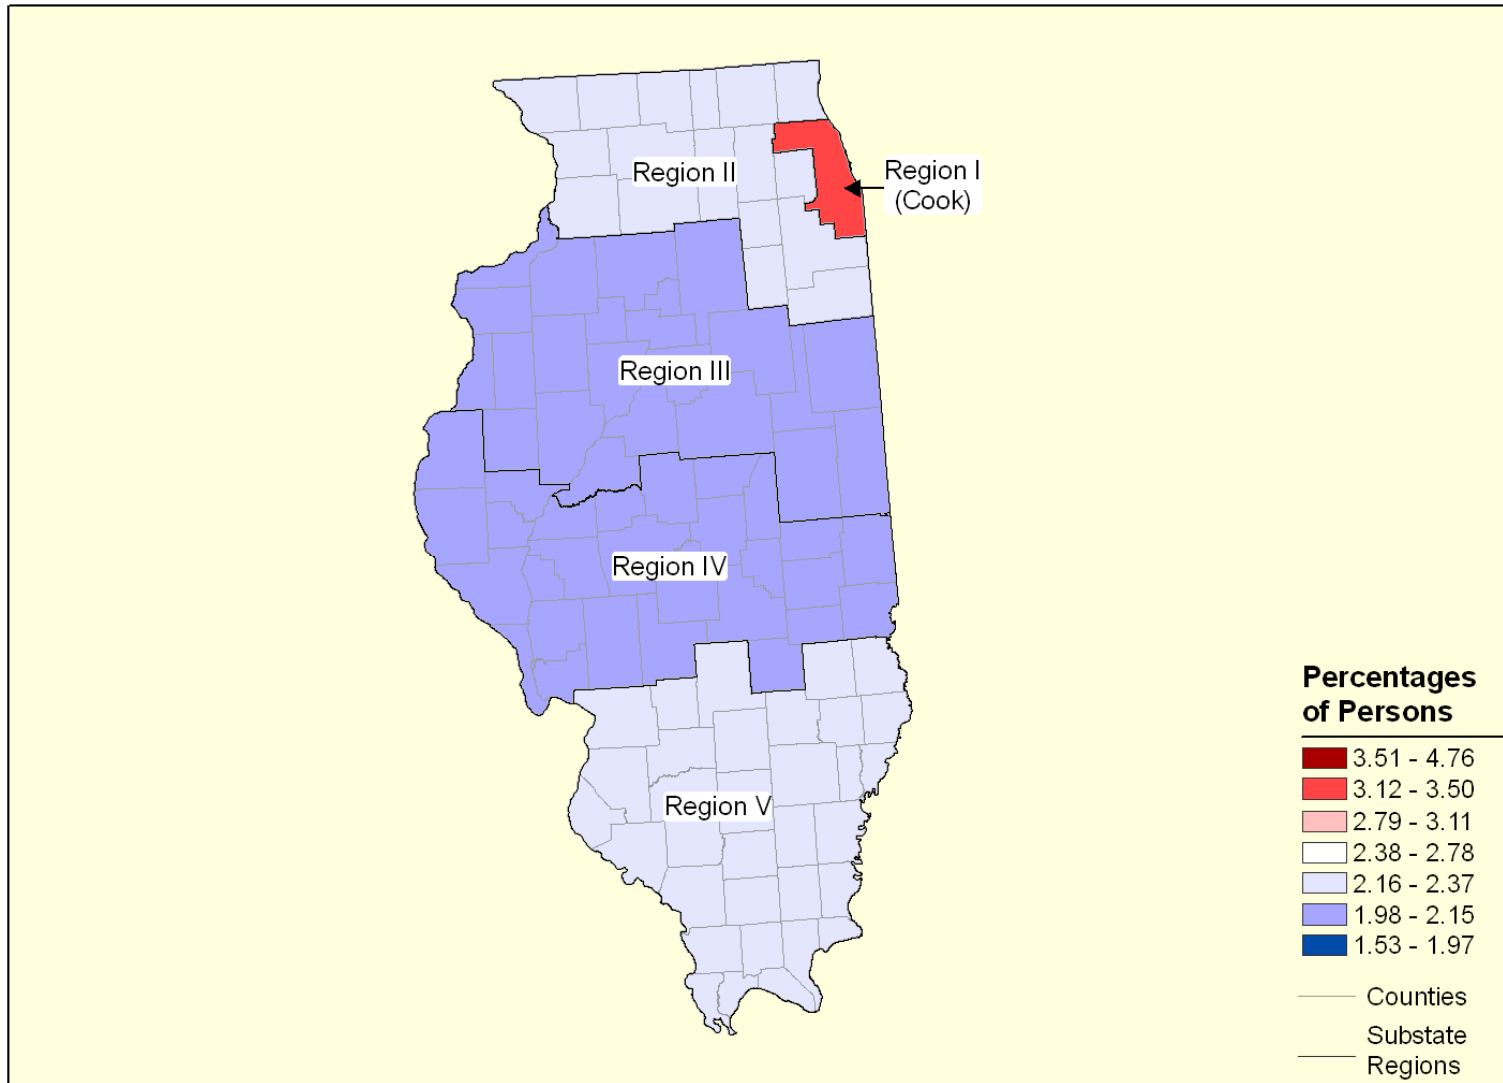 Region II
Region I
(Cook)
Region III
Region IV
Region V
Percentages
of Persons
3.51 - 4.76
3.12 - 3.50
2.79 - 3.11
2.38 - 2.78
2.16 - 2.37
1.98 - 2.15
1.53 - 1.97
Counties
Substate
Regions